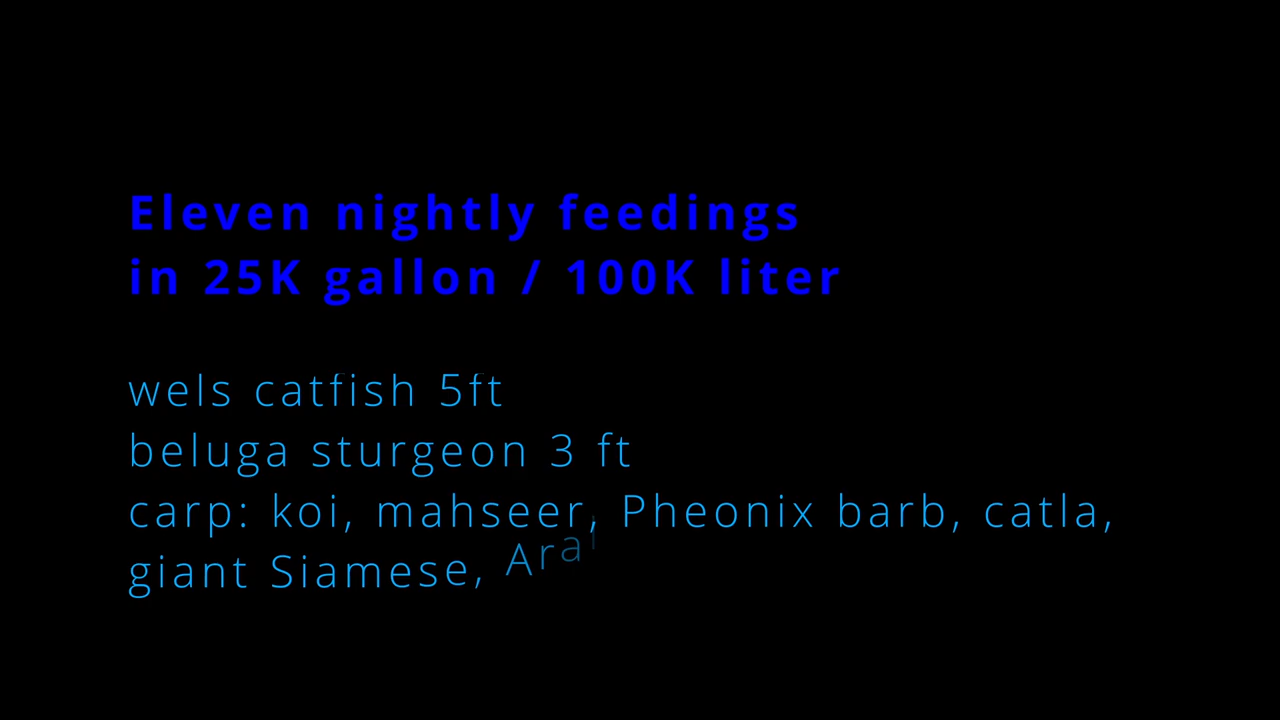 Eleven nightly feedings
in 25K gallon / 100K liter
wels catfish 5ft
beluga sturgeon 3 ft
carp: koi, mahseer, Pheonix barb, catla,
giant Siamese,